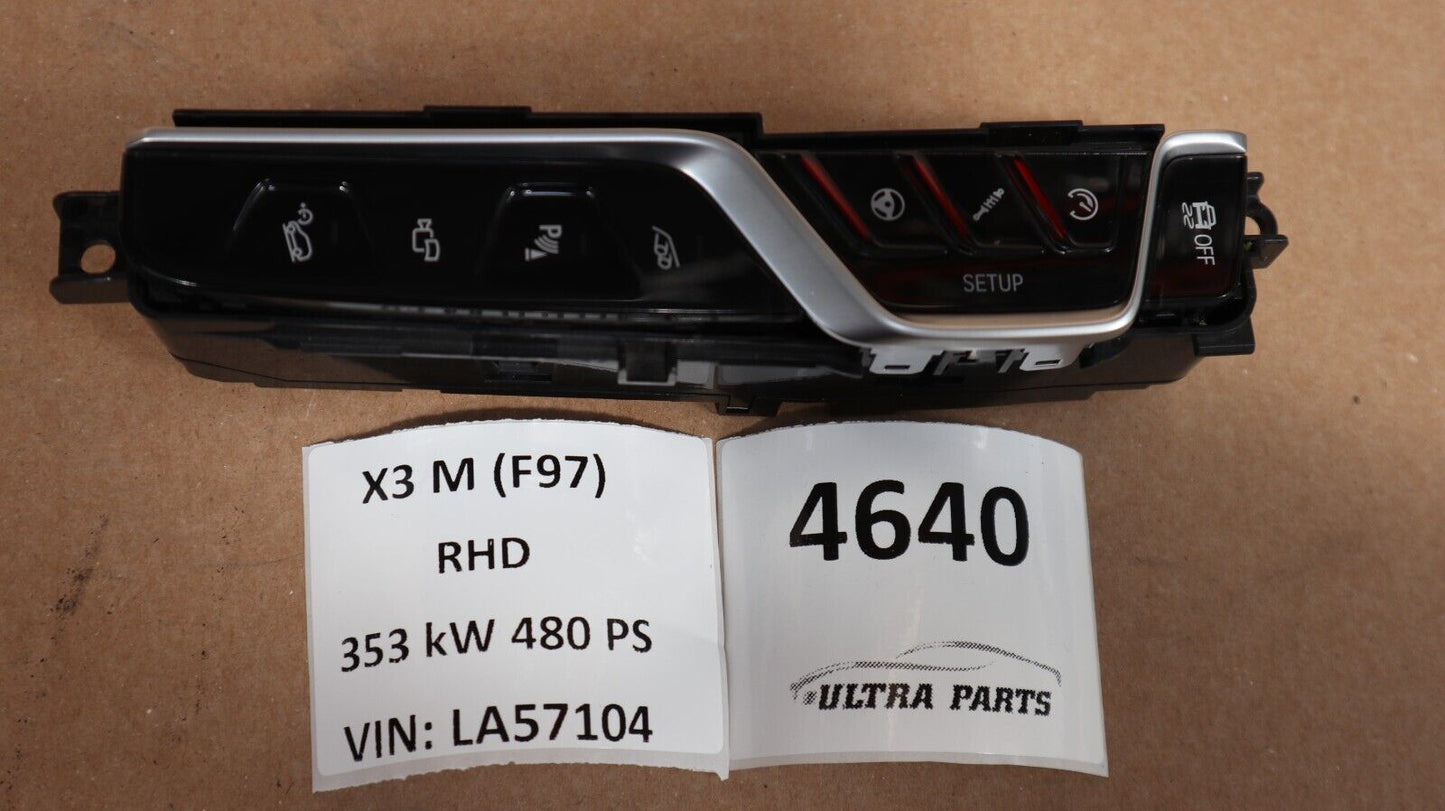 P
SETUP
OFF
X3 M (F97)
RHD
353 kW 480 PS
VIN: LA57104
4640
ULTRA PARTS